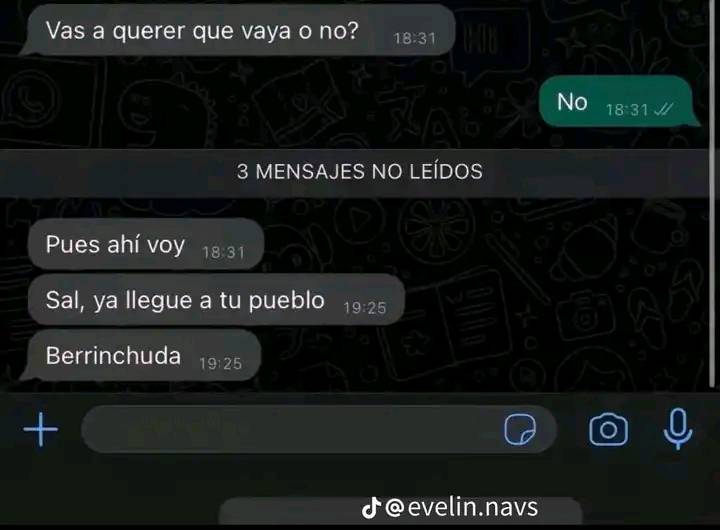 Vas a querer que vaya o no? 18:31
No 18:31
3 MENSAJES NO LEÍDOS
Pues ahí voy 18:31
Sal, ya llegue a tu pueblo 19:25
Berrinchuda 19:25
@evelin.navs